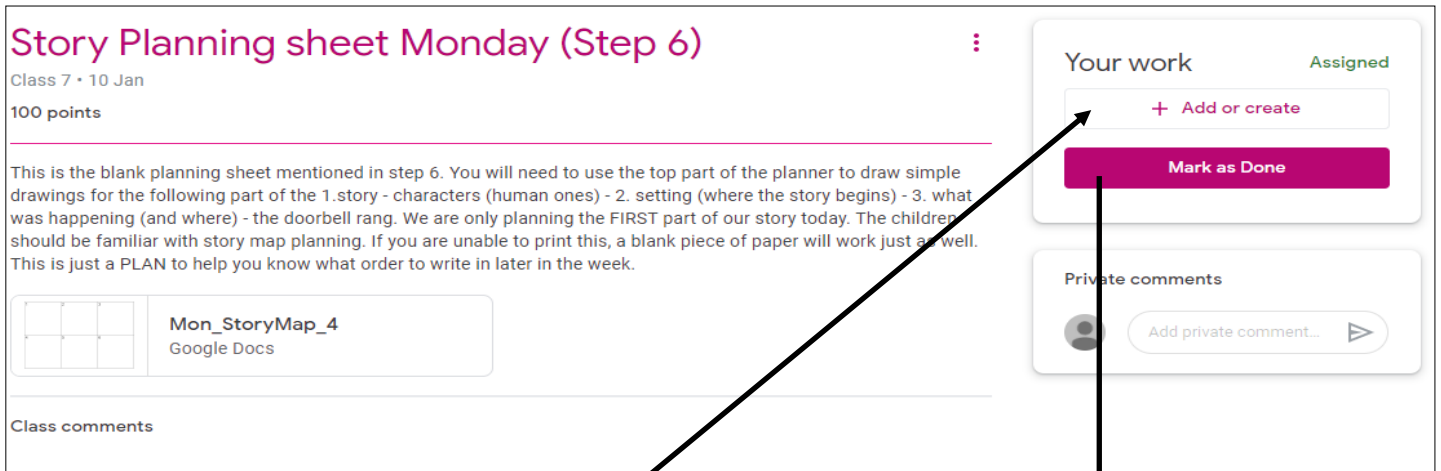 Story Planning sheet Monday (Step 6)
Class 7 • 10 Jan
100 points
This is the blank planning sheet mentioned in step 6. You will need to use the top part of the planner to draw simple
drawings for the following part of the 1.story - characters (human ones) - 2. setting (where the story begins) - 3. what
was happening (and where) - the doorbell rang. We are only planning the FIRST part of our story today. The children
should be familiar with story map planning. If you are unable to print this, a blank piece of paper will work just as well.
This is just a PLAN to help you know what order to write in later in the week.
Mon_StoryMap_4
Google Docs
Class comments
Your work
Assigned
+ Add or create
Mark as Done
Private comments
Add private comment...